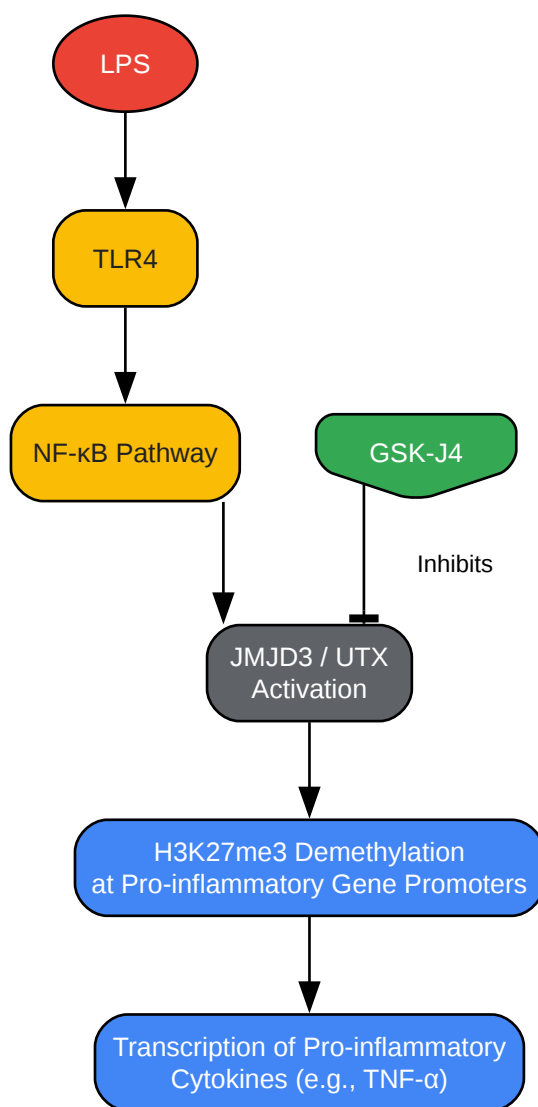 LPS
TLR4
NF-κB Pathway
GSK-J4
Inhibits
JMJD3 / UTX
Activation
H3K27me3 Demethylation
at Pro-inflammatory Gene Promoters
Transcription of Pro-inflammatory
Cytokines (e.g., TNF-α)